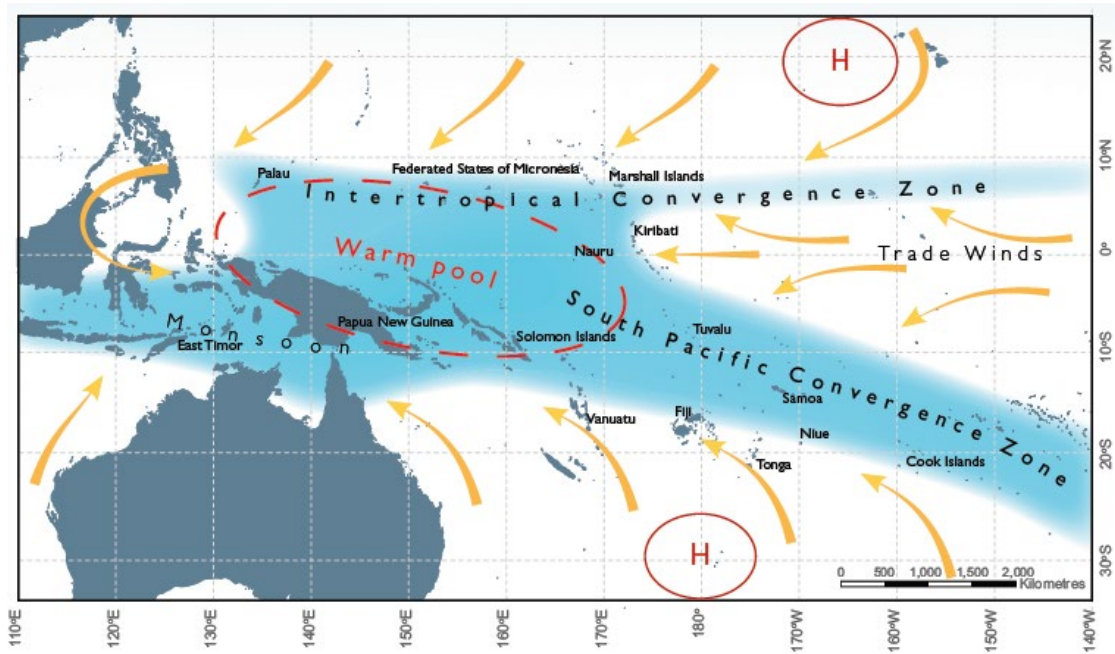 H
20°N
10°N
Palau
Federated States of Micronesia
Marshall Islands
Intertropical Convergence Zone
Kiribati
Nauru
Warm pool
Trade Winds
0°
South Pacific Convergence Zone
Monsoon
Papua New Guinea
East Timor
Solomon Islands
Tuvalu
10°S
Samoa
Vanuatu
Fiji
Niue
Tonga
Cook Islands
20°S
H
30°S
0 500 1,000 1,500 2,000
Kilometres
110°E 120°E 130°E 140°E 150°E 160°E 170°E 180° 170°W 160°W 150°W 140°W